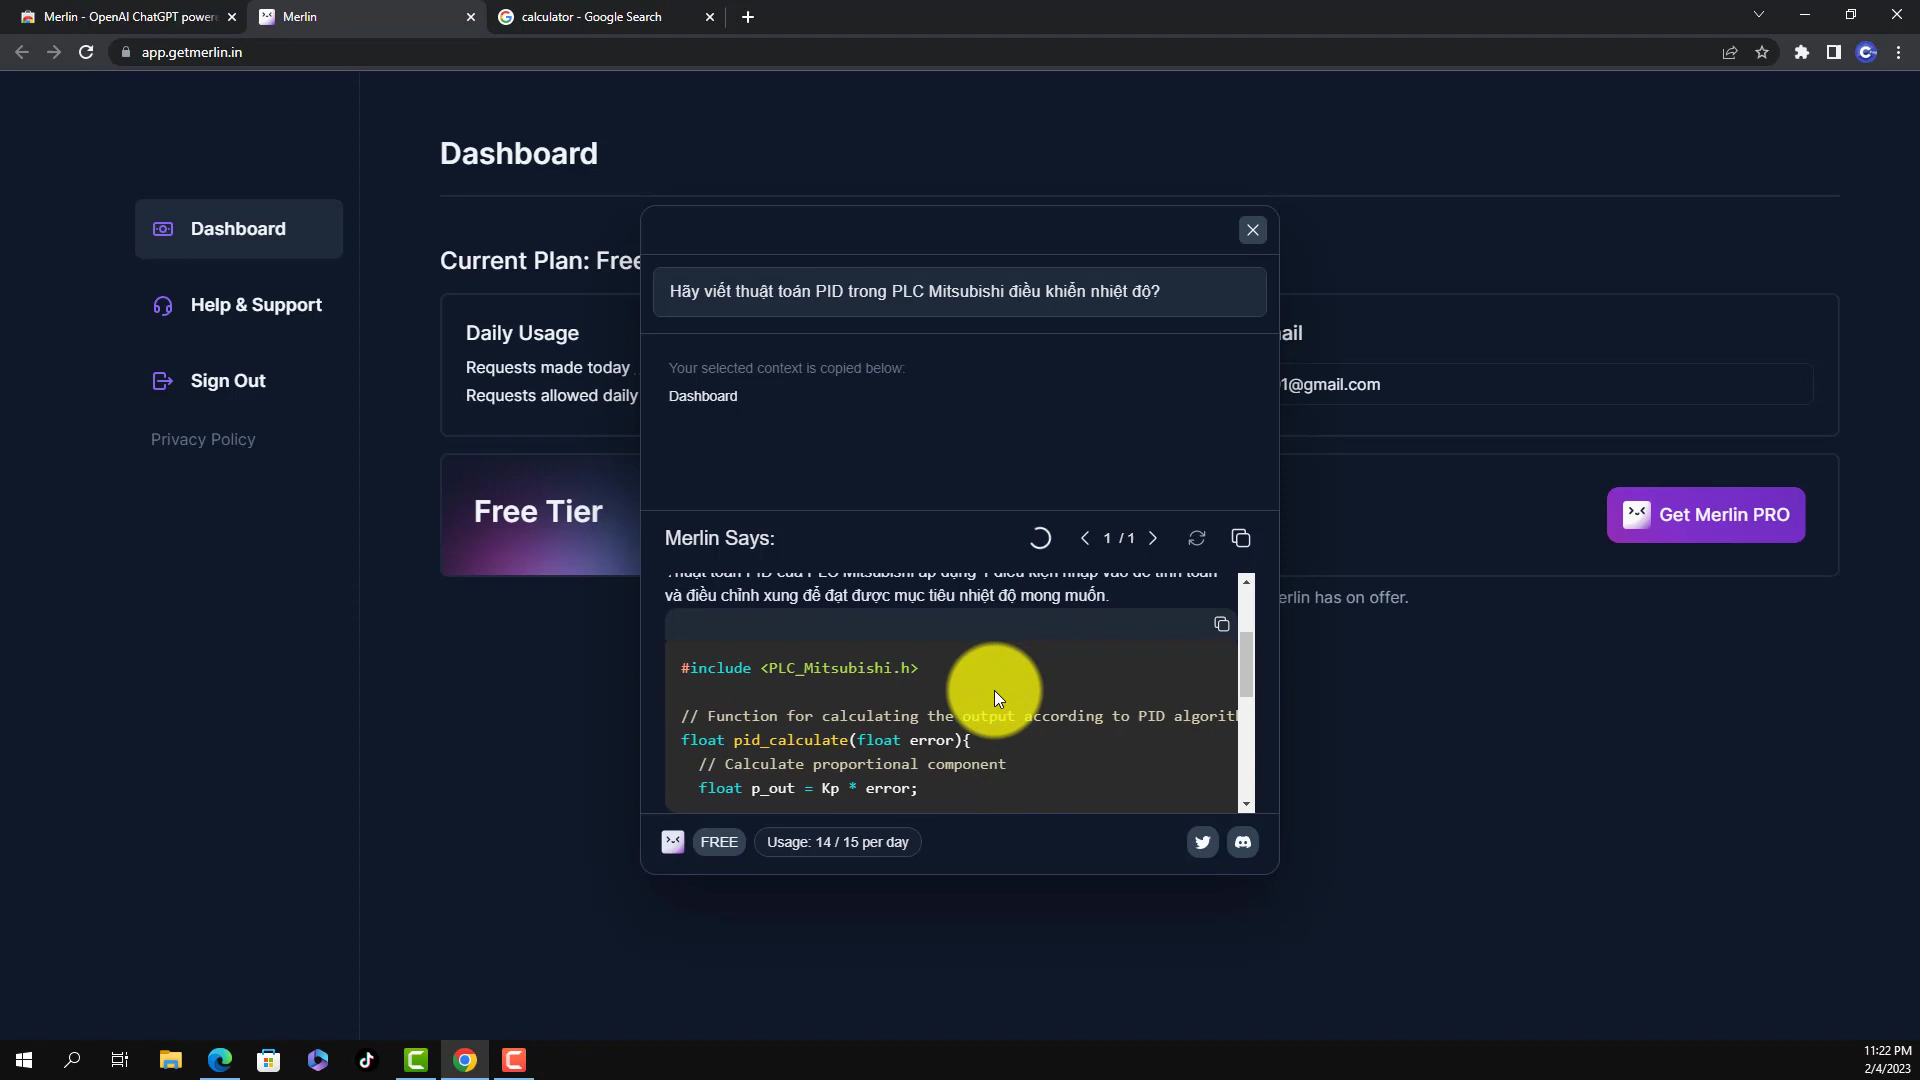 Merlin - OpenAI ChatGPT powere
Merlin
calculator - Google Search
app.getmerlin.in
Dashboard
Dashboard
Help & Support
Sign Out
Privacy Policy
Current Plan: Free
Daily Usage
Requests made today
Requests allowed daily
ail
1@gmail.com
Free Tier
Get Merlin PRO
erlin has on offer.
Hãy viết thuật toán PID trong PLC Mitsubishi điều khiển nhiệt độ?
Your selected context is copied below:
Dashboard
Merlin Says:
1 / 1
và điều chỉnh xung để đạt được mục tiêu nhiệt độ mong muốn.
#include <PLC_Mitsubishi.h>
// Function for calculating the output according to PID algorith
float pid_calculate(float error){
// Calculate proportional component
float p_out = Kp * error;
FREE
Usage: 14 / 15 per day
11:22 PM
2/4/2023